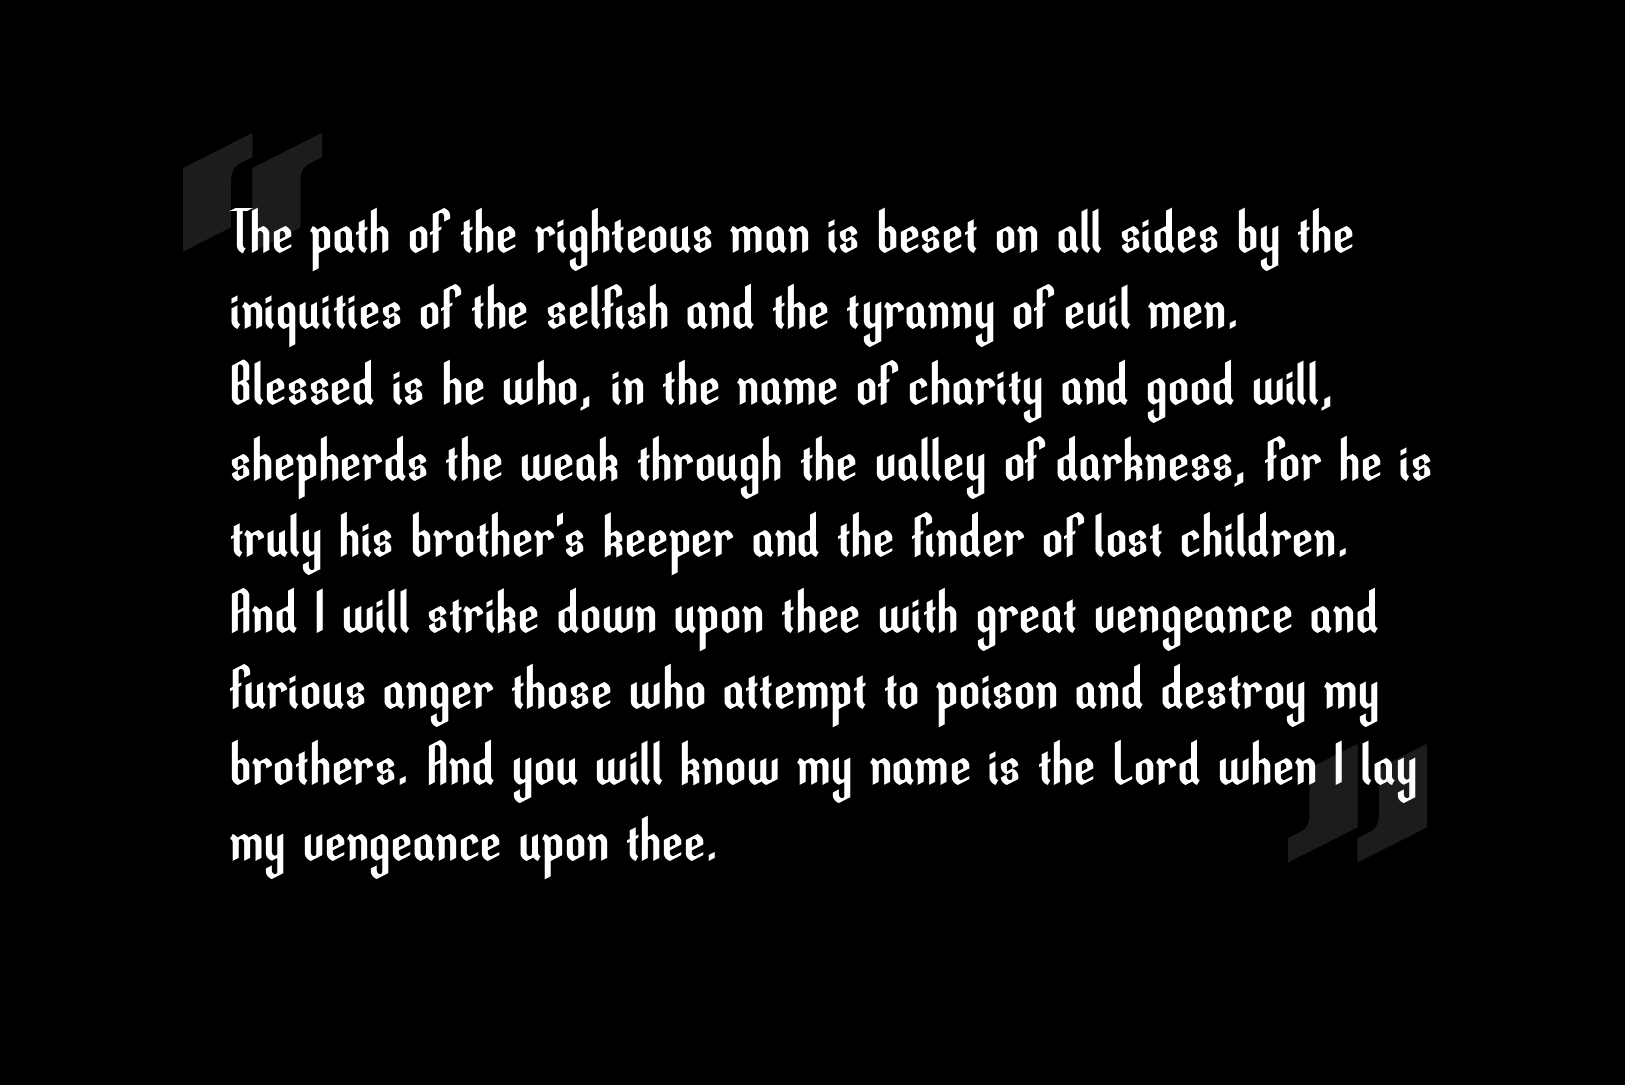 The path of the righteous man is beset on all sides by the
iniquities of the selfish and the tyranny of evil men.
Blessed is he who, in the name of charity and good will,
shepherds the weak through the valley of darkness, for he is
truly his brother's keeper and the finder of lost children.
And I will strike down upon thee with great vengeance and
furious anger those who attempt to poison and destroy my
brothers. And you will know my name is the Lord when I lay
my vengeance upon thee.